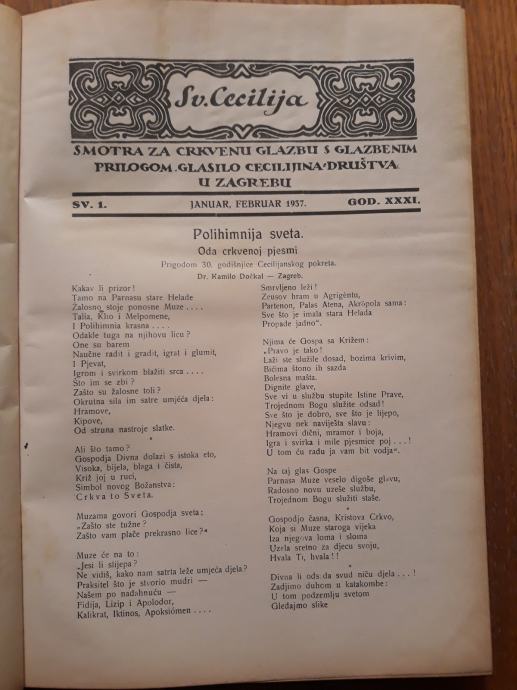 Sv. Cecilija
SMOTRA ZA CRKVENU GLAZBU S GLAZBENIM
PRILOGOM. GLASILO CECILIJINA DRUŠTVA
U ZAGREBU
SV. 1. JANUAR, FEBRUAR 1937. GOD. XXXI.
Polihimnija sveta.
Oda crkvenoj pjesmi
Prigodom 30. godišnjice Cecilijanskog pokreta.
Dr. Kamilo Dočkal — Zagreb.
Kakav li prizor!
Tamo na Parnasu stare Helade
Žalosno stoje ponosne Muze . . . .
Talia, Klio i Melpomene,
I Polihimnia krasna . . . .
Odakle tuga na njihovu licu?
One su barem
Naučne radit i gradit, igrat i glumit,
I Pjevat,
Igrom i svirkom blažiti srca . . . .
Što im se zbi?
Zašto su žalosne toli?
Okrutna sila im satre umjeća djela:
Hramove,
Kipove,
Od struna nastroje slatke.
*
Ali što tamo?
Gospodja Divna dolazi s istoka eto,
Visoka, bijela, blaga i čista,
Križ joj u ruci,
Simbol novog Božanstva:
Crkva to Sveta.
Muzama govori Gospodja sveta:
„Zašto ste tužne?
Zašto vam plače prekrasno lice?“
Muze će na to:
„Jesi li slijepa?
Ne vidiš, kako nam satrta leže umjeća djela?
Praksitel što je stvorio mudri —
Našem po nadahnuću —
Fidija, Lizip i Apolodor,
Kalikrat, Iktinos, Apoksiómen . . . .
Smrvljeno leži!
Zeusov hram u Agrigéntu,
Partenon, Palas Atena, Akrópola sama:
Sve što je imala stara Helada
Propade jadno“.
Njima će Gospa sa Križem:
„Pravo je tako!
Laži ste služile dosad, bozima krivim,
Bićima štono ih sazda
Bolesna mašta.
Dignite glave,
Sve vi u službu stupite Istine Prave,
Trojednom Bogu služite odsad!
Sve što je dobro, sve što je lijepo,
Njegvu nek naviješta slavu:
Hramovi dični, mramor i boja,
Igra i svirka i mile pjesmice poj . . . !
U tom ću radu ja vam bit vodja“.
Na taj glas Gospe
Parnasa Muze veselo digoše glavu,
Radosno novu uzeše službu,
Trojednom Bogu služiti staše.
*
Gospodjo časna, Kristova Crkvo,
Koja si Muze staroga vijeka
Iza njegova loma i sloma
Uzela sretno za djecu svoju,
Hvala Ti, hvala!!
*
Divna li ods da svud niču djela . . . !
Zadjimo duhom u katakombe:
U tom podzemlju svetom
Gledajmo slike